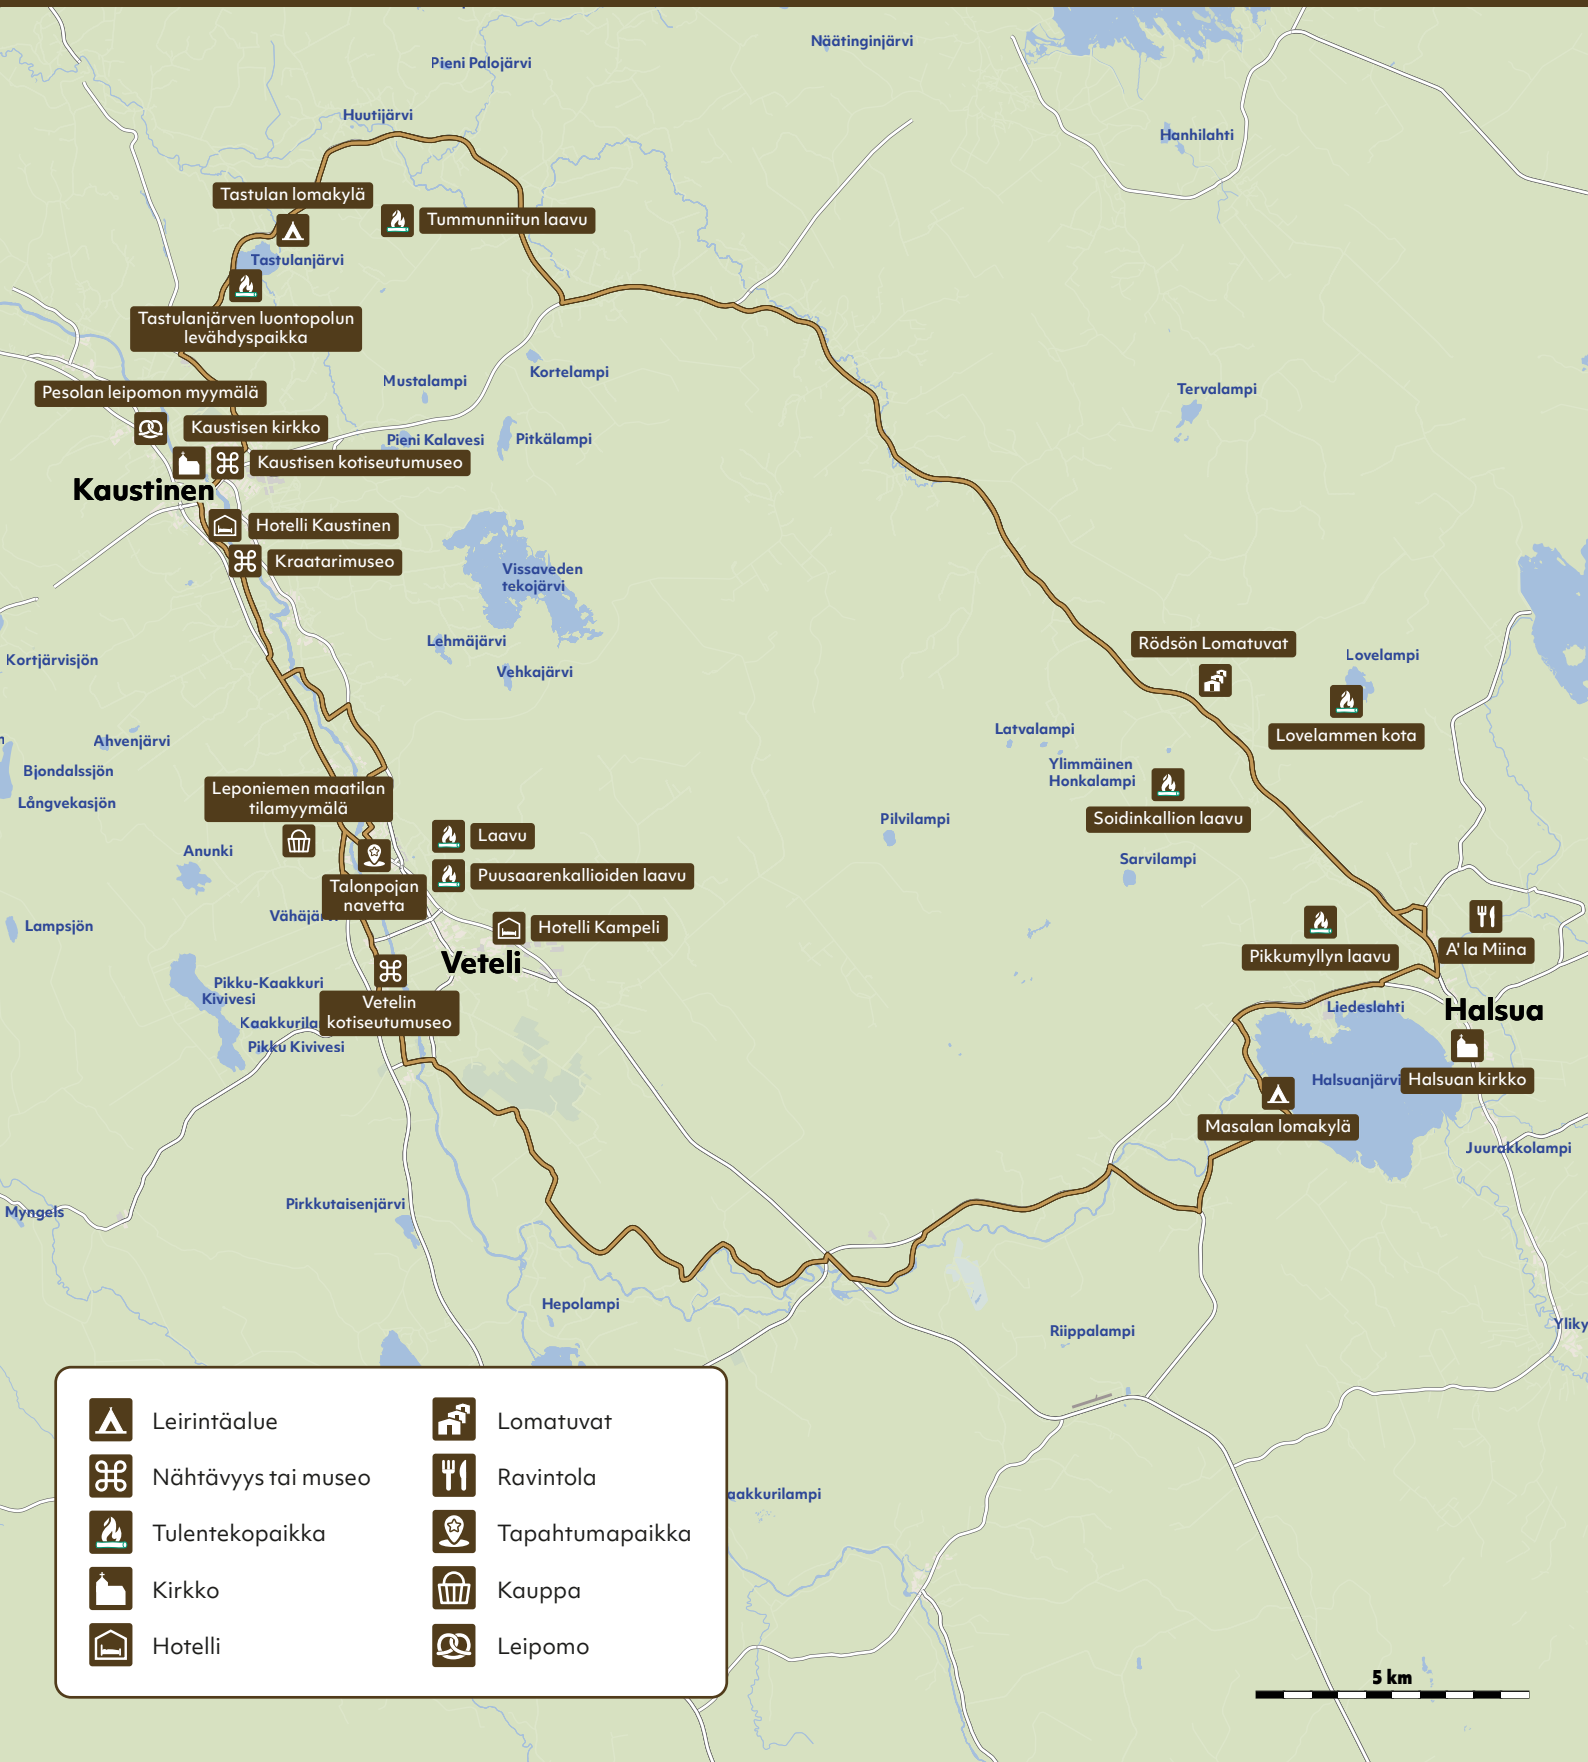 Näätinginjärvi
Pieni Palojärvi
Huutijärvi
Hanhilahti
Tastulan lomakylä
Tummunniitun laavu
Tastulanjärvi
Tastulanjärven luontopolun
levähdyspaikka
Kortelampi
Mustalampi
Tervalampi
Pesolan leipomon myymälä
Kaustisen kirkko
Pieni Kalavesi
Pitkälampi
Kaustisen kotiseutumuseo
Kaustinen
Hotelli Kaustinen
Kraatarimuseo
Vissaveden
tekojärvi
Lehmäjärvi
Vehkajärvi
Kortjärvisjön
Rödsön Lomatuvat
Lovelampi
Lovelammen kota
Latvalampi
Ahvenjärvi
Ylimmäinen
Honkalampi
Bjondalssjön
Långvekasjön
Leponiemen maatilan
tilamyymälä
Soidinkallion laavu
Pilvilampi
Laavu
Anunki
Sarvilampi
Puusaarenkallioiden laavu
Talonpojan
navetta
Vähäjär
Lampsjön
Hotelli Kampeli
Veteli
A' la Miina
Pikkumyllyn laavu
Pikku-Kaakkuri
Kivivesi
Vetelin
kotiseutumuseo
Kaakkurila
Pikku Kivivesi
Liedeslahti
Halsua
Halsuanjärvi
Halsuan kirkko
Masalan lomakylä
Juurakkolampi
Pirkkutaisenjärvi
Myngels
Hepolampi
Riippalampi
Yliky
Leirintäalue
Lomatuvat
Nähtävyys tai museo
Ravintola
aakkurilampi
Tulentekopaikka
Tapahtumapaikka
Kirkko
Kauppa
Hotelli
Leipomo
5 km